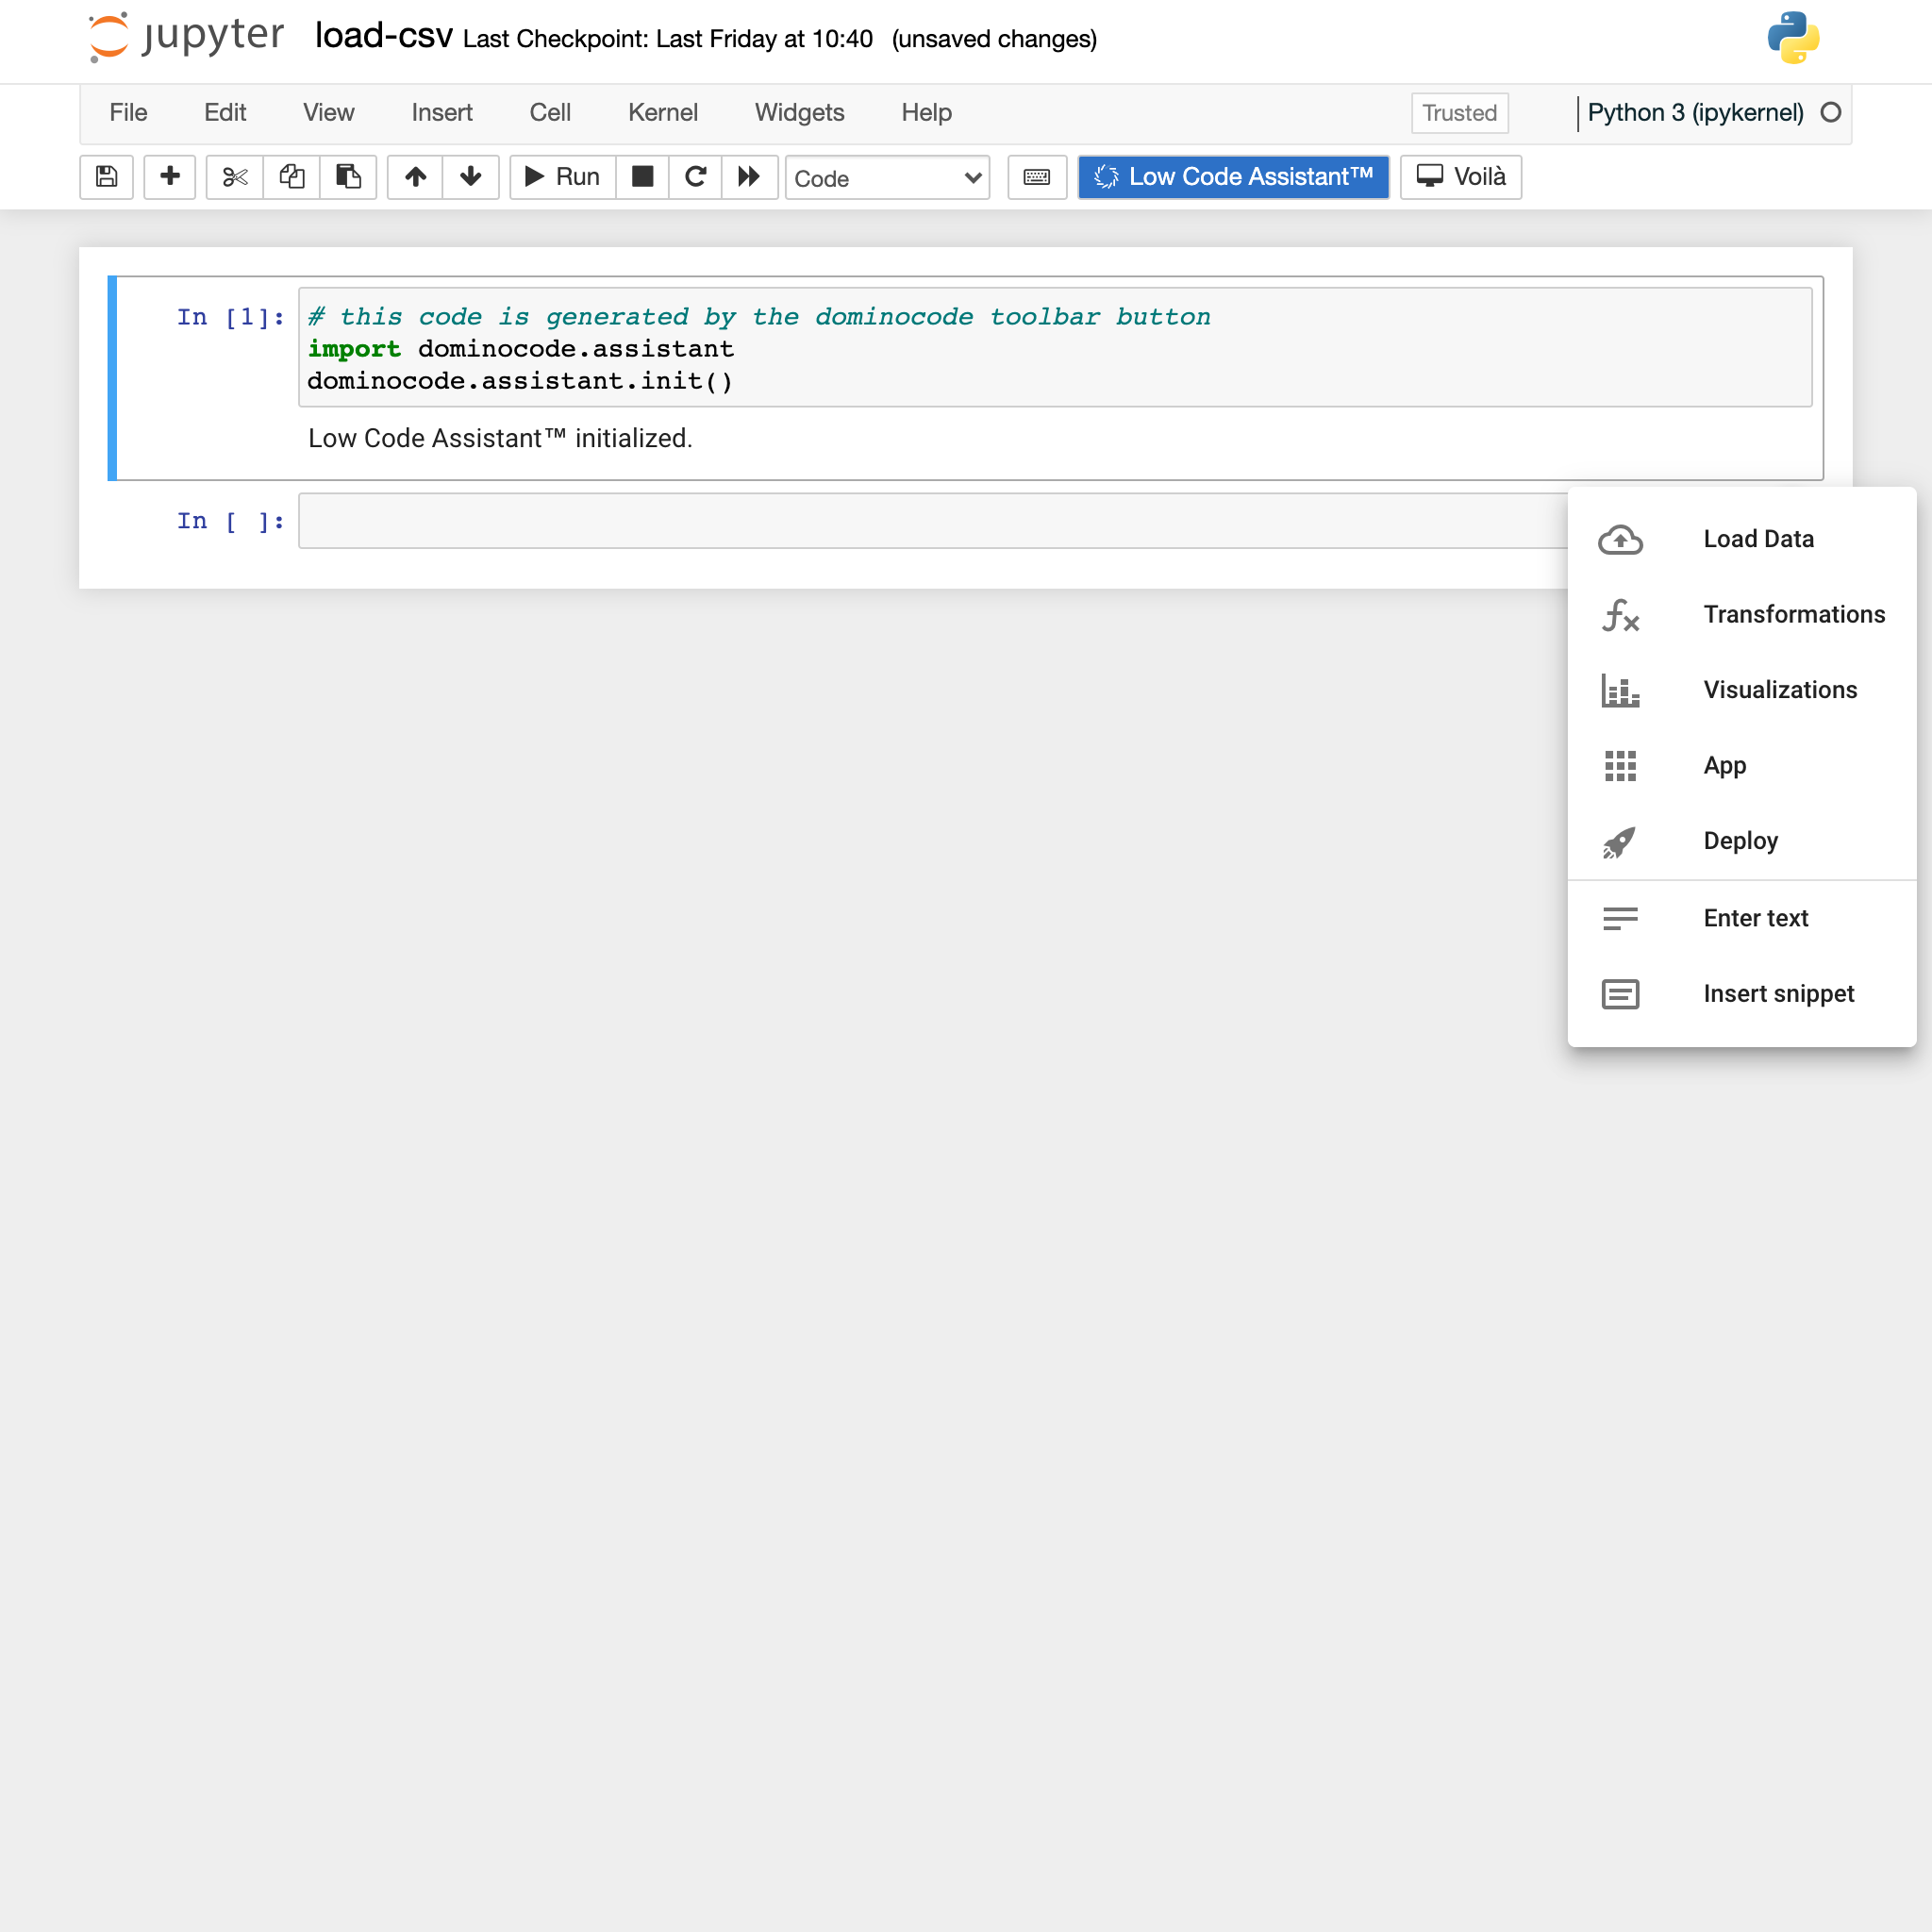 jupyter load-csv Last Checkpoint: Last Friday at 10:40 (unsaved changes)
File Edit View Insert Cell Kernel Widgets Help Trusted Python 3 (ipykernel)
Run Code Low Code Assistant™ Voilà
In [1]: # this code is generated by the dominocode toolbar button
import dominocode.assistant
dominocode.assistant.init()
Low Code Assistant™ initialized.
In [ ]:
Load Data
Transformations
Visualizations
App
Deploy
Enter text
Insert snippet